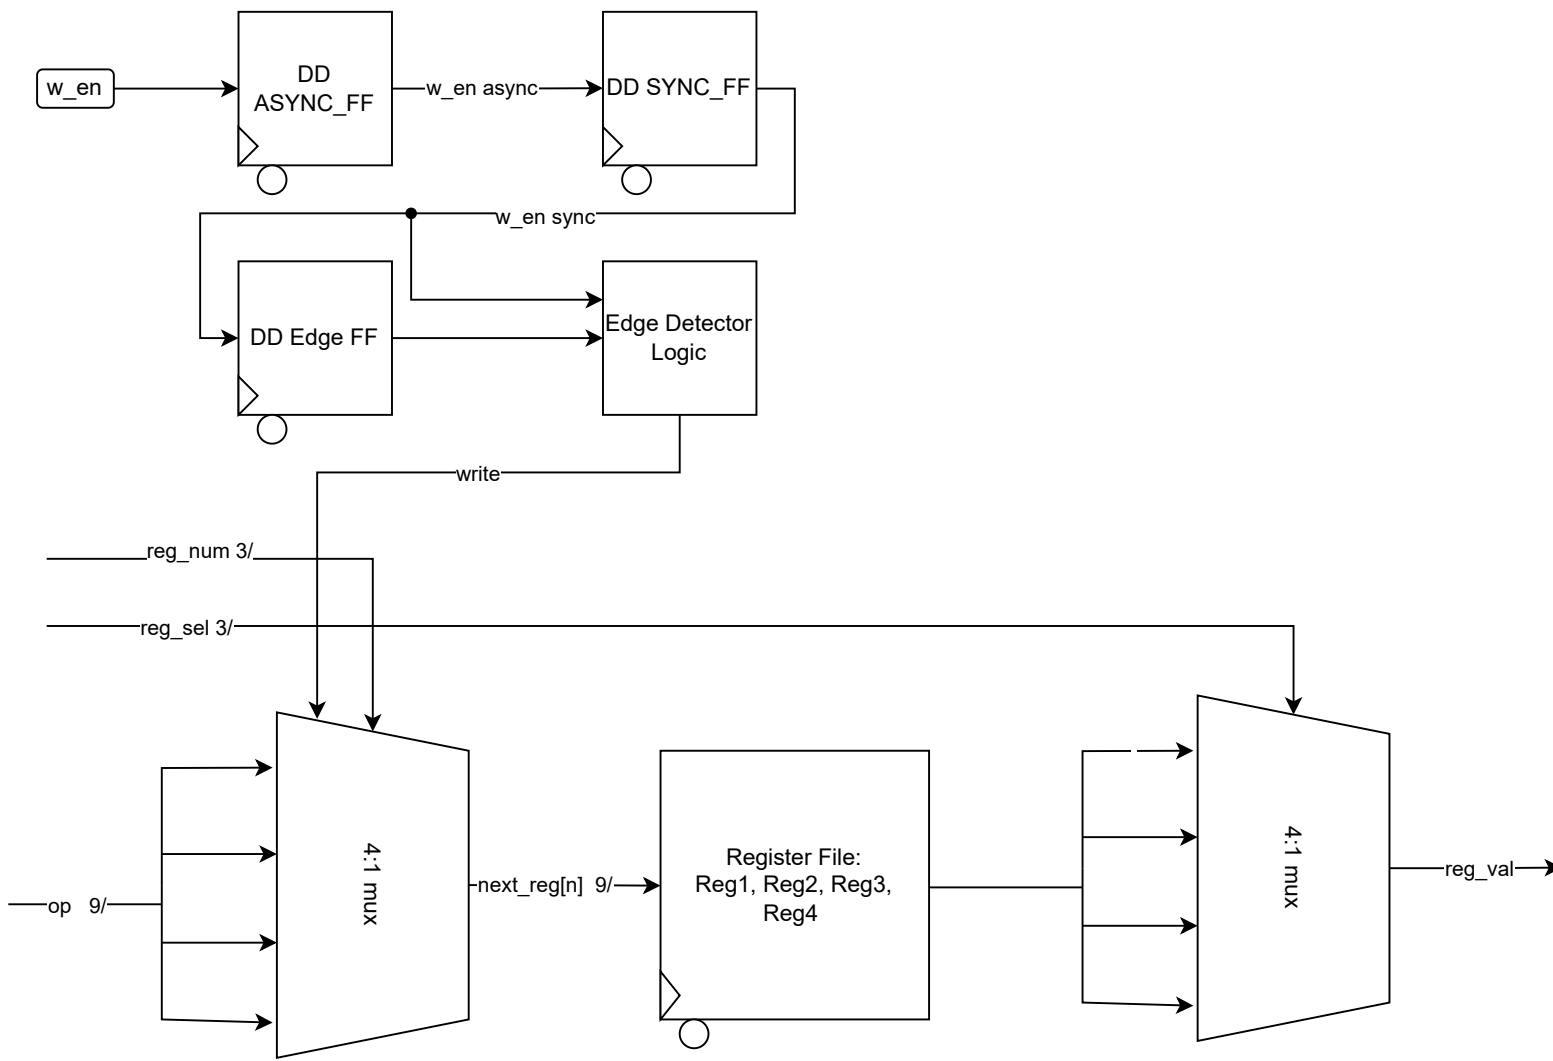 w_en
DD
ASYNC_FF
w_en async
DD SYNC_FF
w_en sync
DD Edge FF
Edge Detector
Logic
write
reg_num 3/
reg_sel 3/
op 9/
4:1 mux
next_reg[n] 9/
Register File:
Reg1, Reg2, Reg3,
Reg4
4:1 mux
reg_val